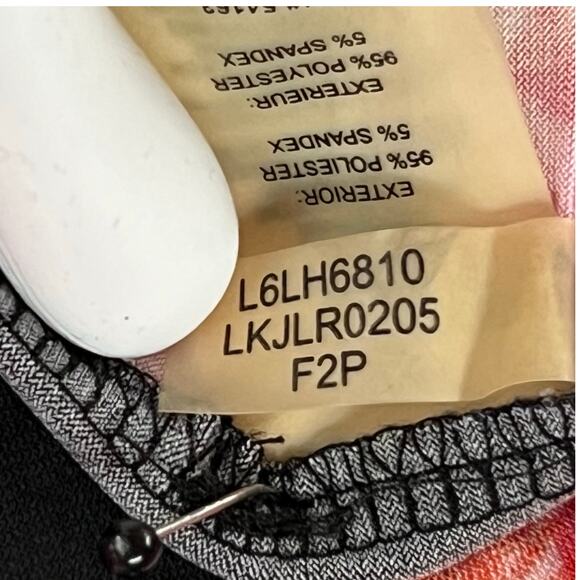 EXTERIOR:
95% POLIESTER
5% SPANDEX
EXTERIEUR:
95% POLYESTER
5% SPANDEX
L6LH6810
LKJLR0205
F2P